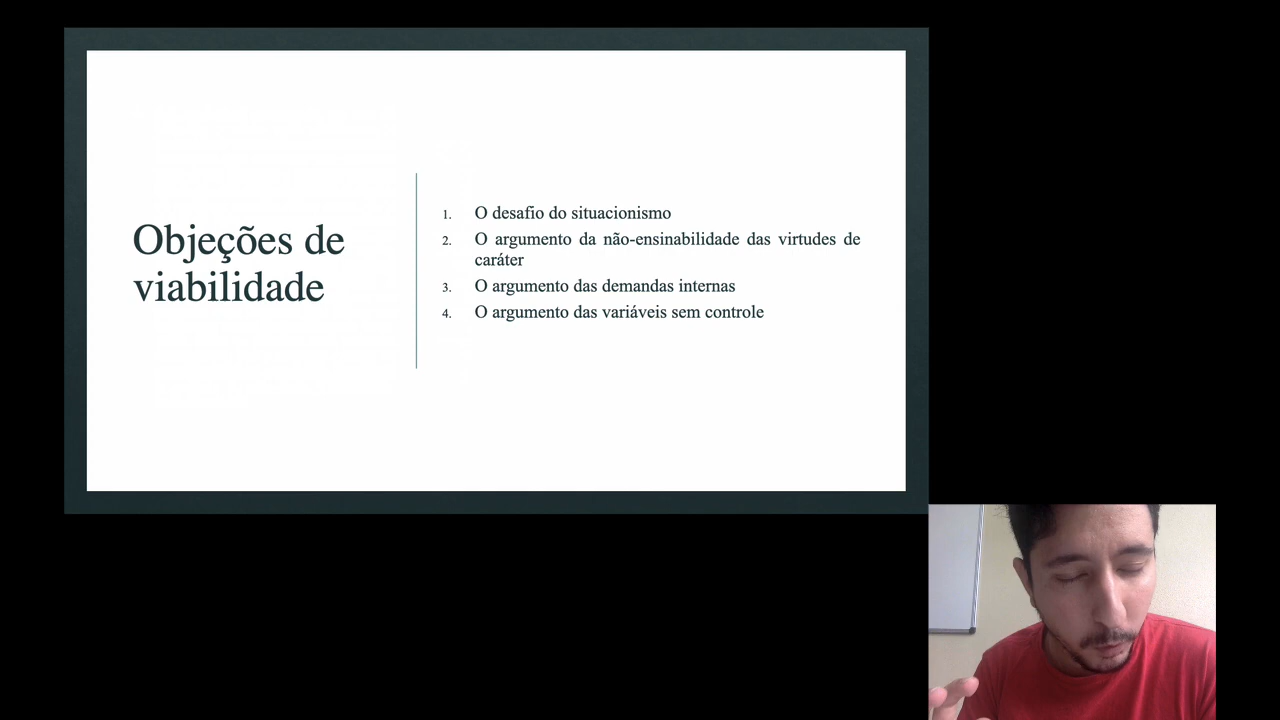 Objeções de
viabilidade
1. O desafio do situacionismo
2. O argumento da não-ensinabilidade das virtudes de
caráter
3. O argumento das demandas internas
4. O argumento das variáveis sem controle